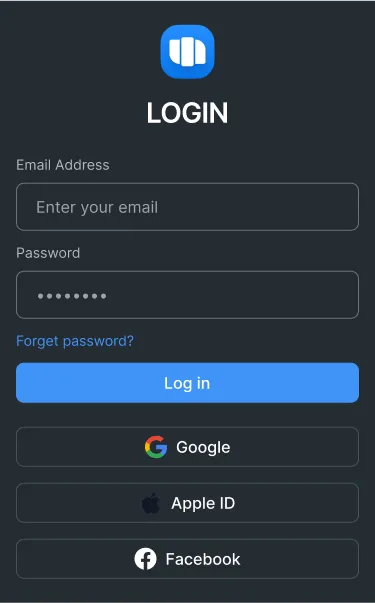 LOGIN
Email Address
Enter your email
Password
••••••••
Forget password?
Log in
Google
Apple ID
Facebook